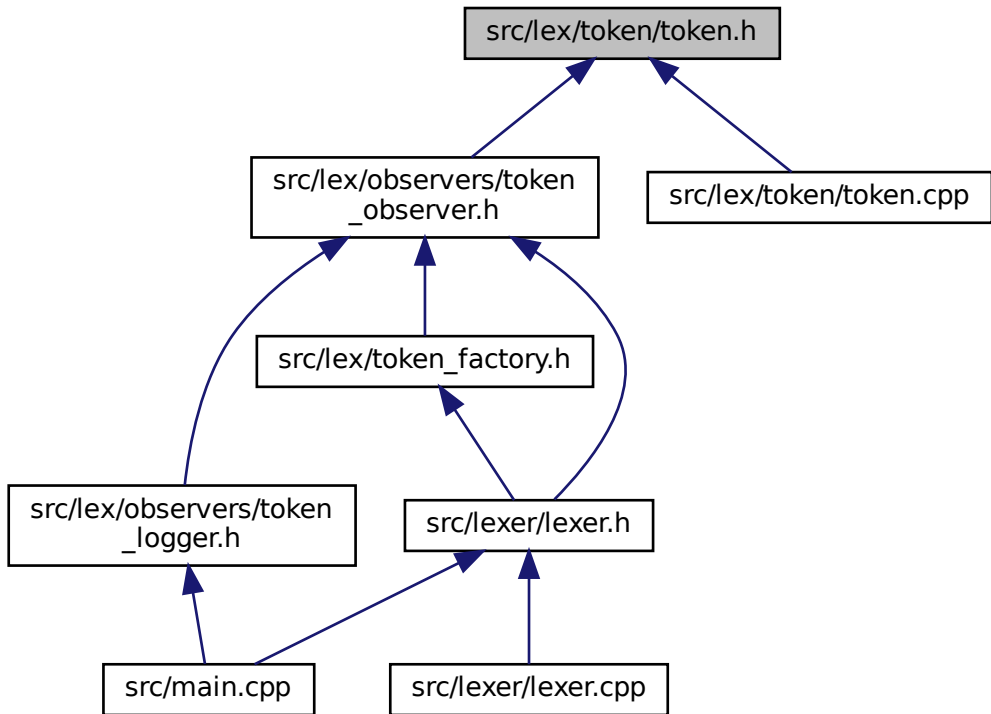 src/lex/token/token.h
src/lex/observers/token
_observer.h
src/lex/token/token.cpp
src/lex/token_factory.h
src/lex/observers/token
_logger.h
src/lexer/lexer.h
src/main.cpp
src/lexer/lexer.cpp